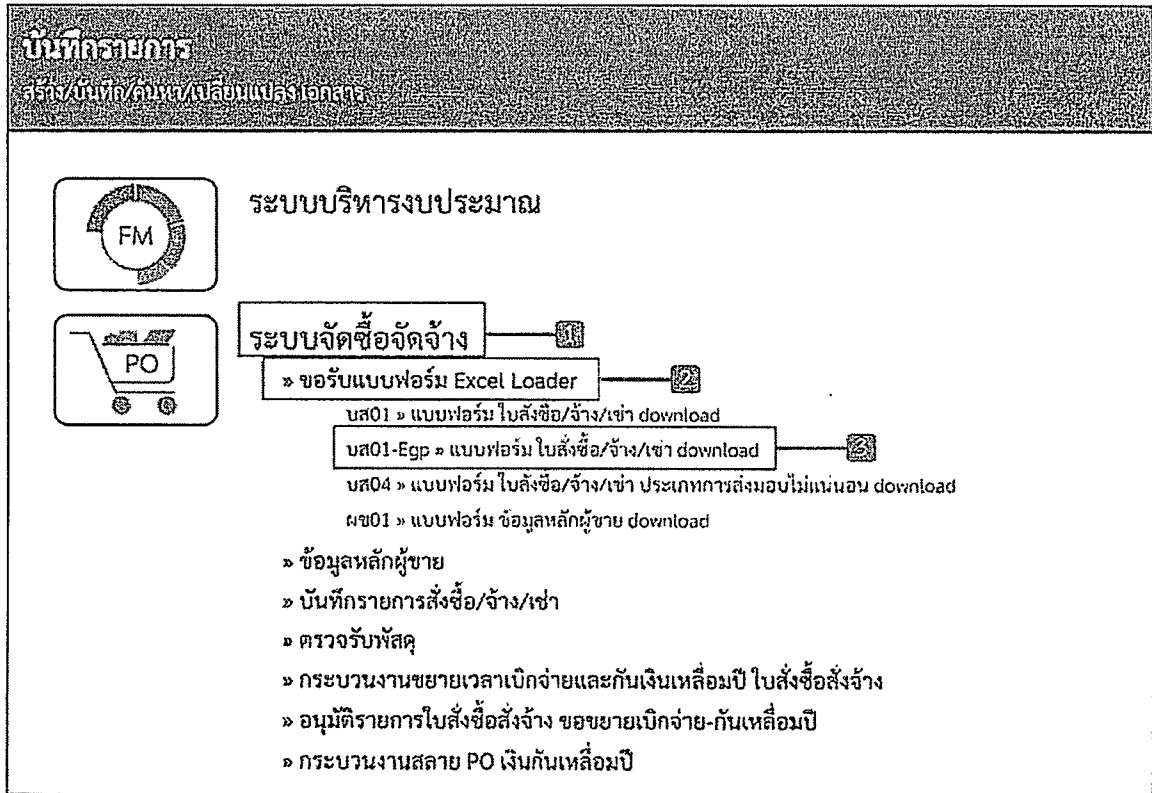 บันทึกรายการ
สร้าง/บันทึก/ค้นหา/เปลี่ยนแปลง เอกสาร
FM
ระบบบริหารงบประมาณ
PO
ระบบจัดซื้อจัดจ้าง
1
» ขอรับแบบฟอร์ม Excel Loader
2
บส01 » แบบฟอร์ม ใบสั่งซื้อ/จ้าง/เช่า download
บส01-Egp » แบบฟอร์ม ใบสั่งซื้อ/จ้าง/เช่า download
3
บส04 » แบบฟอร์ม ใบสั่งซื้อ/จ้าง/เช่า ประเภทการส่งมอบไม่แน่นอน download
ผข01 » แบบฟอร์ม ข้อมูลหลักผู้ขาย download
» ข้อมูลหลักผู้ขาย
» บันทึกรายการสั่งซื้อ/จ้าง/เช่า
» ตรวจรับพัสดุ
» กระบวนงานขยายเวลาเบิกจ่ายและกันเงินเหลื่อมปี ใบสั่งซื้อสั่งจ้าง
» อนุมัติรายการใบสั่งซื้อสั่งจ้าง ขอขยายเบิกจ่าย-กันเหลื่อมปี
» กระบวนงานสลาย PO เงินกันเหลื่อมปี